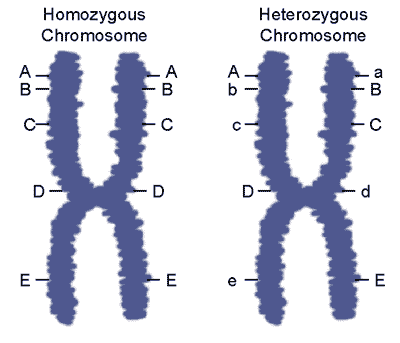 Homozygous
Chromosome
A A
B B
C C
D D
E E
Heterozygous
Chromosome
A a
b B
c C
D d
e E